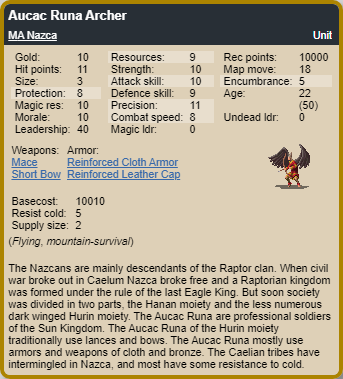 Aucac Runa Archer
MA Nazca Unit
Gold: 10 Resources: 9 Rec points: 10000
Hit points: 11 Strength: 10 Map move: 18
Size: 3 Attack skill: 10 Encumbrance: 5
Protection: 8 Defence skill: 9 Age: 22
Magic res: 10 Precision: 11 (50)
Morale: 10 Combat speed: 8 Undead ldr: 0
Leadership: 40 Magic ldr: 0
Weapons: Armor:
Mace Reinforced Cloth Armor
Short Bow Reinforced Leather Cap
Basecost: 10010
Resist cold: 5
Supply size: 2
(Flying, mountain-survival)
The Nazcans are mainly descendants of the Raptor clan. When civil
war broke out in Caelum Nazca broke free and a Raptorian kingdom
was formed under the rule of the last Eagle King. But soon society
was divided in two parts, the Hanan moiety and the less numerous
dark winged Hurin moiety. The Aucac Runa are professional soldiers
of the Sun Kingdom. The Aucac Runa of the Hurin moiety
traditionally use lances and bows. The Aucac Runa mostly use
armors and weapons of cloth and bronze. The Caelian tribes have
intermingled in Nazca, and most have some resistance to cold.